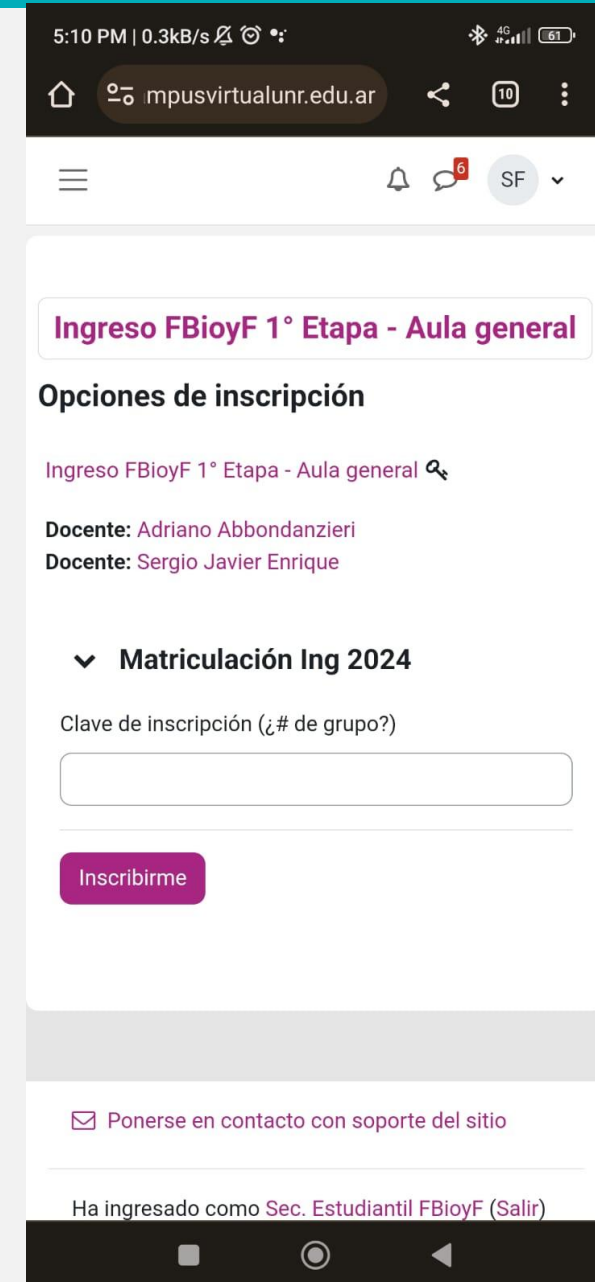 5:10 PM | 0.3kB/s
4G
61
mpusvirtualunr.edu.ar
10
6
SF
Ingreso FBioyF 1° Etapa - Aula general
Opciones de inscripción
Ingreso FBioyF 1° Etapa - Aula general
Docente: Adriano Abbondanzieri
Docente: Sergio Javier Enrique
Matriculación Ing 2024
Clave de inscripción (¿# de grupo?)
Inscribirme
Ponerse en contacto con soporte del sitio
Ha ingresado como Sec. Estudiantil FBioyF (Salir)